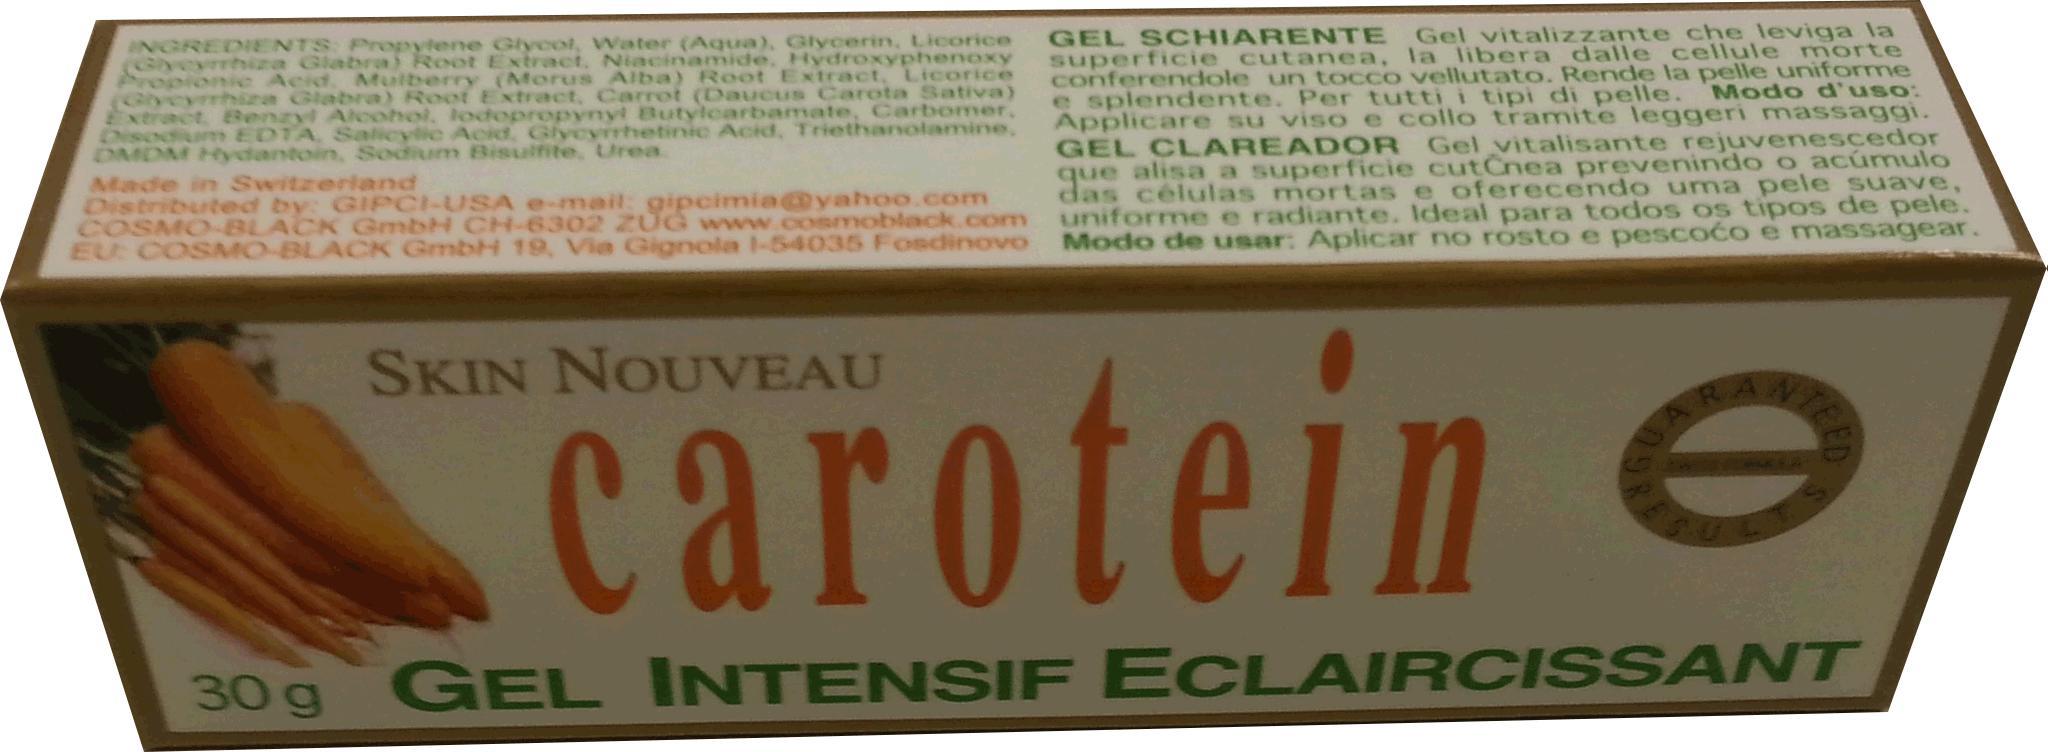 INGREDIENTS: Propylene Glycol, Water (Aqua), Glycerin, Licorice
(Glycyrrhiza Glabra) Root Extract, Niacinamide, Hydroxyphenoxy
Propionic Acid, Mulberry (Morus Alba) Root Extract, Licorice
(Glycyrrhiza Glabra) Root Extract, Carrot (Daucus Carota Sativa)
Extract, Benzyl Alcohol, Iodopropynyl Butylcarbamate, Carbomer,
Disodium EDTA, Salicylic Acid, Glycyrrhetinic Acid, Triethanolamine,
DMDM Hydantoin, Sodium Bisulfite, Urea.
Made in Switzerland
Distributed by: GIPCI-USA e-mail: gipcimia@yahoo.com
COSMO-BLACK GmbH CH-6302 ZUG www.cosmoblack.com
EU: COSMO-BLACK GmbH 19, Via Gignola I-54035 Fosdinovo
GEL SCHIARENTE Gel vitalizzante che leviga la
superficie cutanea, la libera dalle cellule morte
conferendole un tocco vellutato. Rende la pelle uniforme
e splendente. Per tutti i tipi di pelle. Modo d'uso:
Applicare su viso e collo tramite leggeri massaggi.
GEL CLAREADOR Gel vitalisante rejuvenescedor
que alisa a superficie cutČnea prevenindo o acúmulo
das células mortas e oferecendo uma pele suave,
uniforme e radiante. Ideal para todos os tipos de pele.
Modo de usar: Aplicar no rosto e pescoćo e massagear.
SKIN NOUVEAU
carotein
GUARANTEED
RESULTS
30 g GEL INTENSIF ECLAIRCISSANT